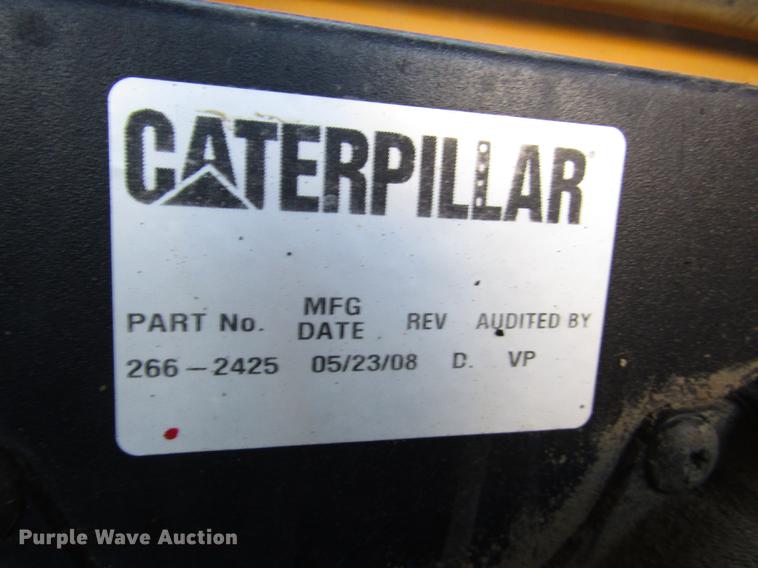 CATERPILLAR®
PART No. MFG DATE REV AUDITED BY
266-2425 05/23/08 D. VP
Purple Wave Auction